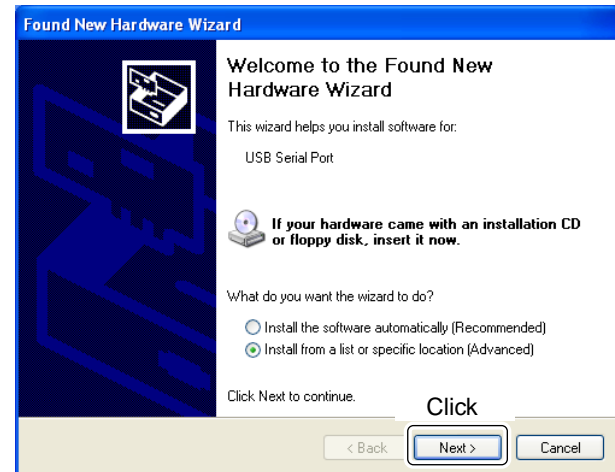 Found New Hardware Wizard
Welcome to the Found New
Hardware Wizard
This wizard helps you install software for:
USB Serial Port
If your hardware came with an installation CD
or floppy disk, insert it now.
What do you want the wizard to do?
Install the software automatically (Recommended)
Install from a list or specific location (Advanced)
Click Next to continue.
Click
< Back
Next >
Cancel